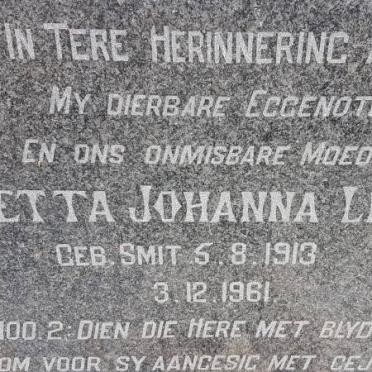 IN TERE HERINNERING
MY DIERBARE EGGENOT
EN ONS ONMISBARE MOED
ETTA JOHANNA L
GEB. SMIT 5.8.1913
3.12.1961.
100.2: DIEN DIE HERE MET BLYD
OM VOOR SY AANGESIG MET GEJ